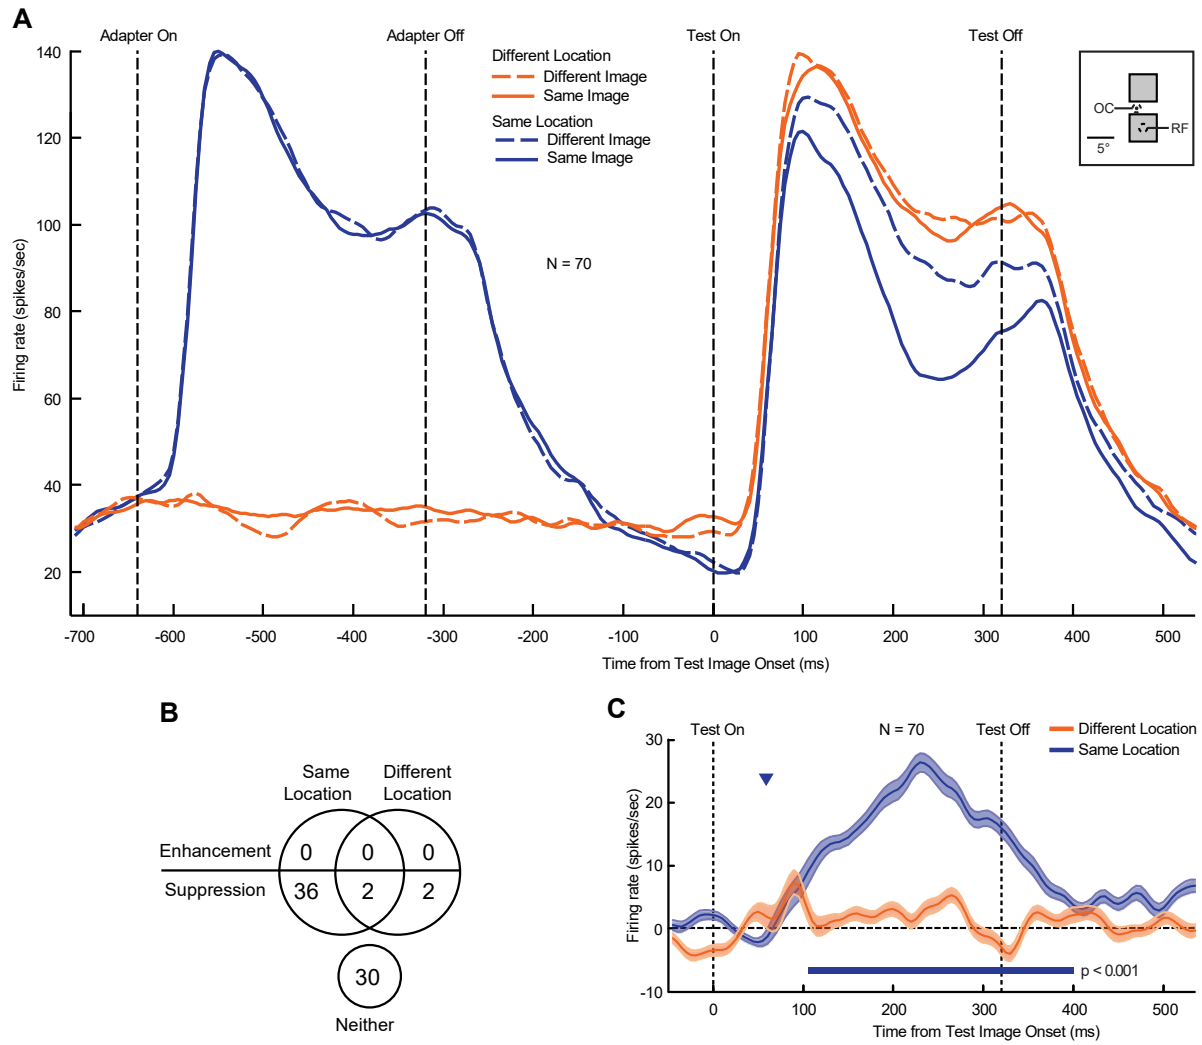 A
Adapter On
Adapter Off
Test On
Test Off
Different Location
Different Image
Same Image
Same Location
Different Image
Same Image
OC
RF
5°
N = 70
140
120
100
80
60
40
20
Firing rate (spikes/sec)
-700 -600 -500 -400 -300 -200 -100 0 100 200 300 400 500
Time from Test Image Onset (ms)
B
Same Location
Different Location
Enhancement 0 0 0
Suppression 36 2 2
30
Neither
C
Test On
N = 70
Test Off
Different Location
Same Location
30
20
10
0
-10
Firing rate (spikes/sec)
p < 0.001
0 100 200 300 400 500
Time from Test Image Onset (ms)